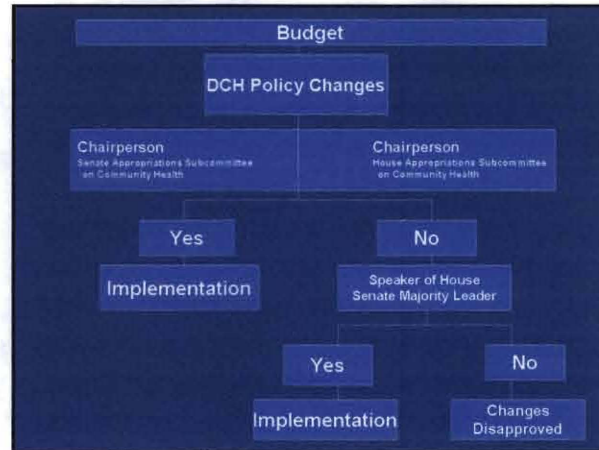 Budget
DCH Policy Changes
Chairperson
Senate Appropriations Subcommittee
on Community Health
Chairperson
House Appropriations Subcommittee
on Community Health
Yes
No
Implementation
Speaker of House
Senate Majority Leader
Yes
No
Implementation
Changes
Disapproved